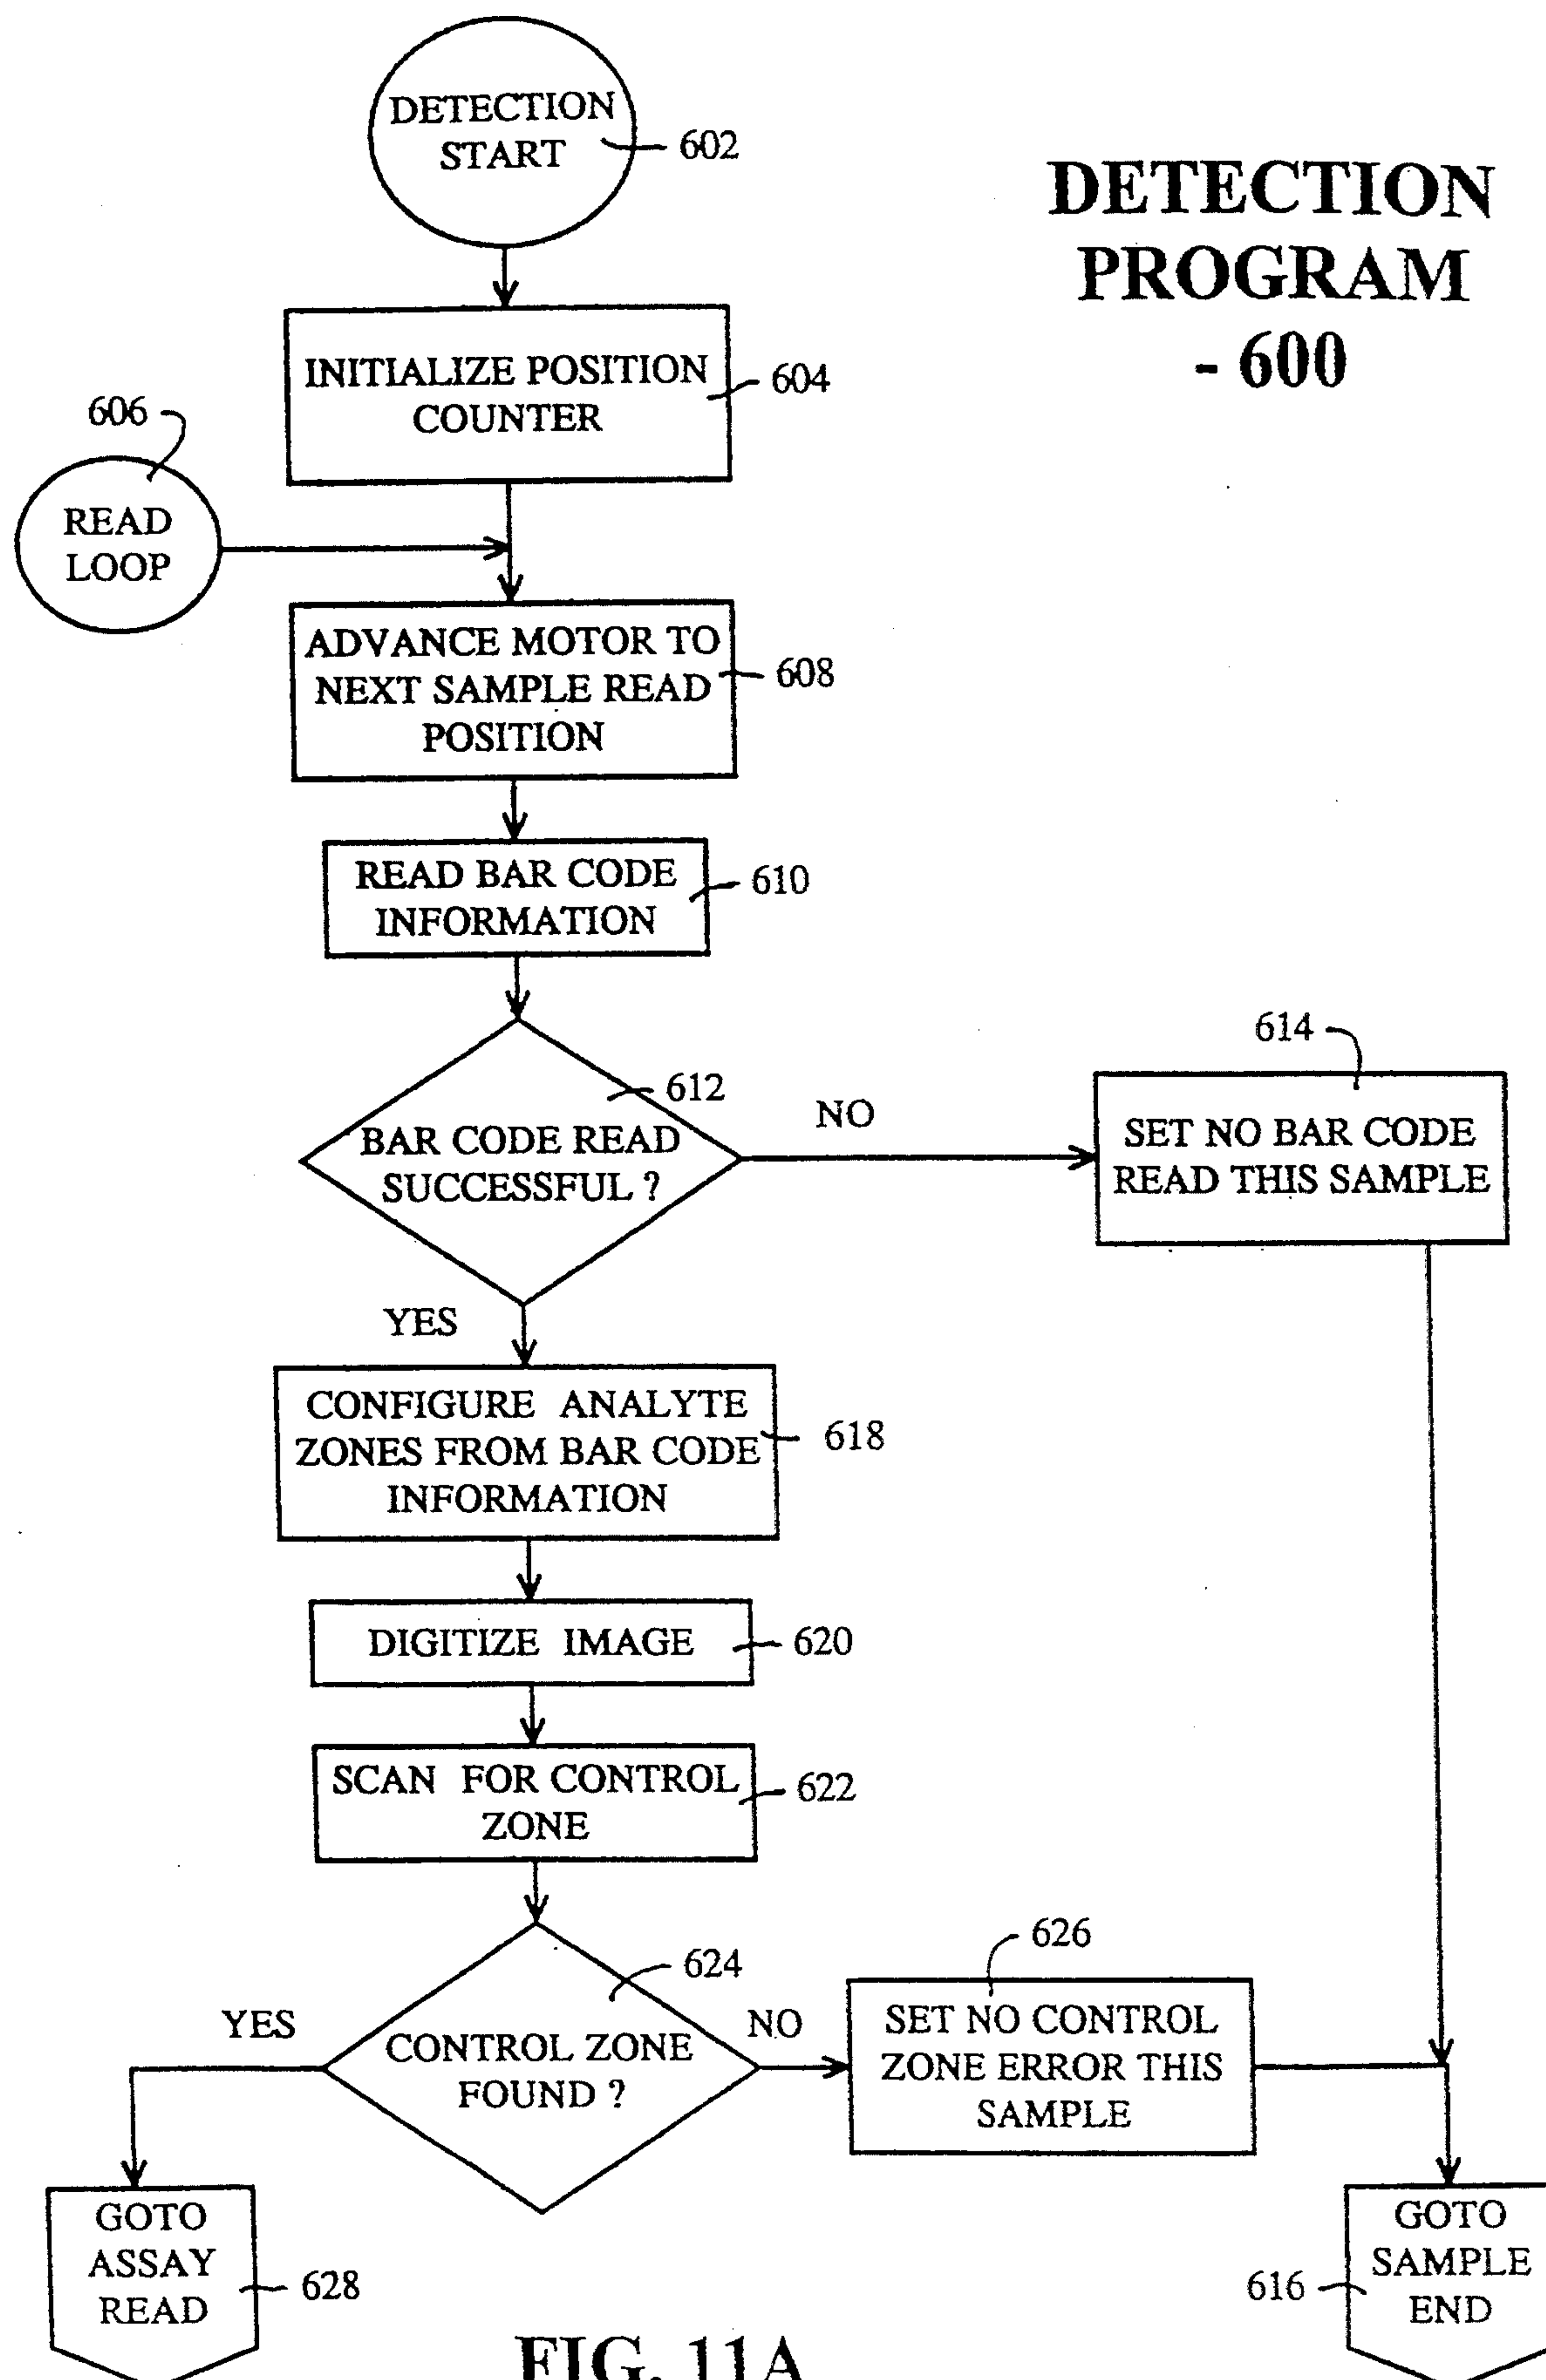 DETECTION
START
602
DETECTION
PROGRAM
- 600
INITIALIZE POSITION
COUNTER
604
606
READ
LOOP
ADVANCE MOTOR TO
NEXT SAMPLE READ
POSITION
608
READ BAR CODE
INFORMATION
610
612
BAR CODE READ
SUCCESSFUL ?
NO
614
SET NO BAR CODE
READ THIS SAMPLE
YES
CONFIGURE ANALYTE
ZONES FROM BAR CODE
INFORMATION
618
DIGITIZE IMAGE
620
SCAN FOR CONTROL
ZONE
622
624
CONTROL ZONE
FOUND ?
YES
NO
626
SET NO CONTROL
ZONE ERROR THIS
SAMPLE
GOTO
ASSAY
READ
628
616
GOTO
SAMPLE
END
FIG. 11A